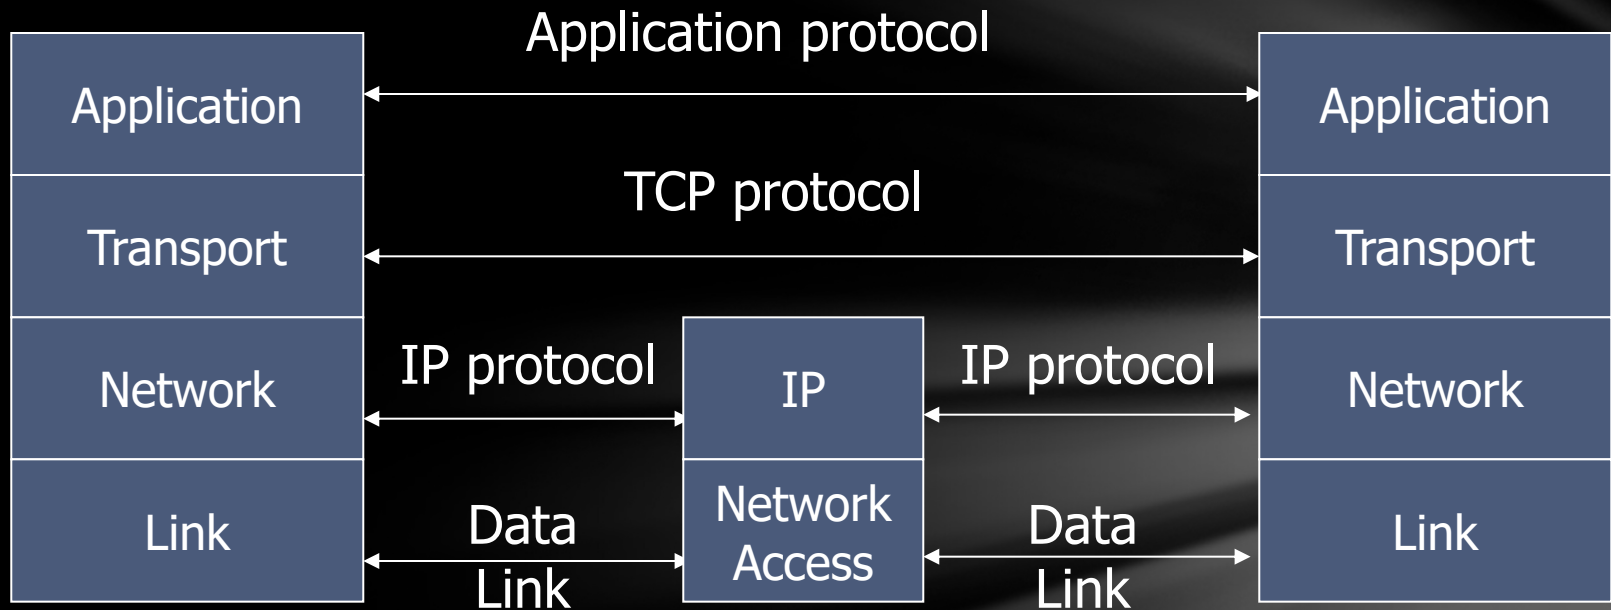 Application protocol
Application
Application
TCP protocol
Transport
Transport
IP protocol
IP protocol
Network
IP
Network
Link
Data
Link
Network
Access
Data
Link
Link